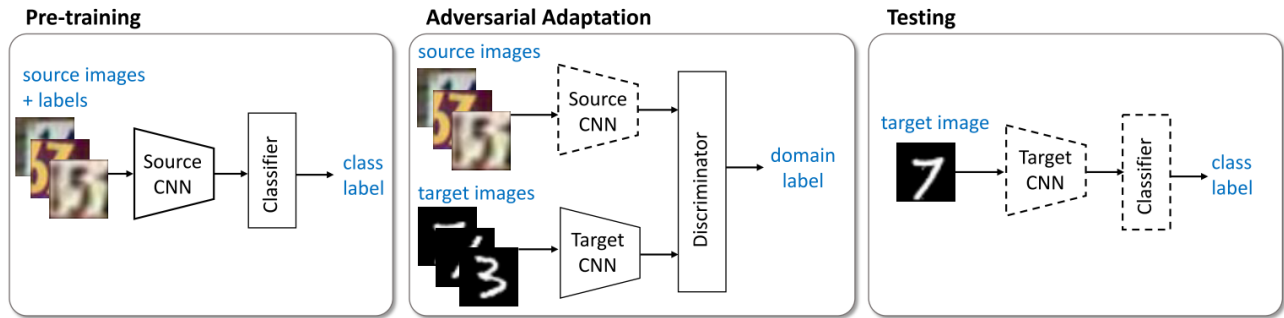 Pre-training
source images
+ labels
Source
CNN
Classifier
class
label
Adversarial Adaptation
source images
Source
CNN
target images
Target
CNN
Discriminator
domain
label
Testing
target image
7
Target
CNN
Classifier
class
label